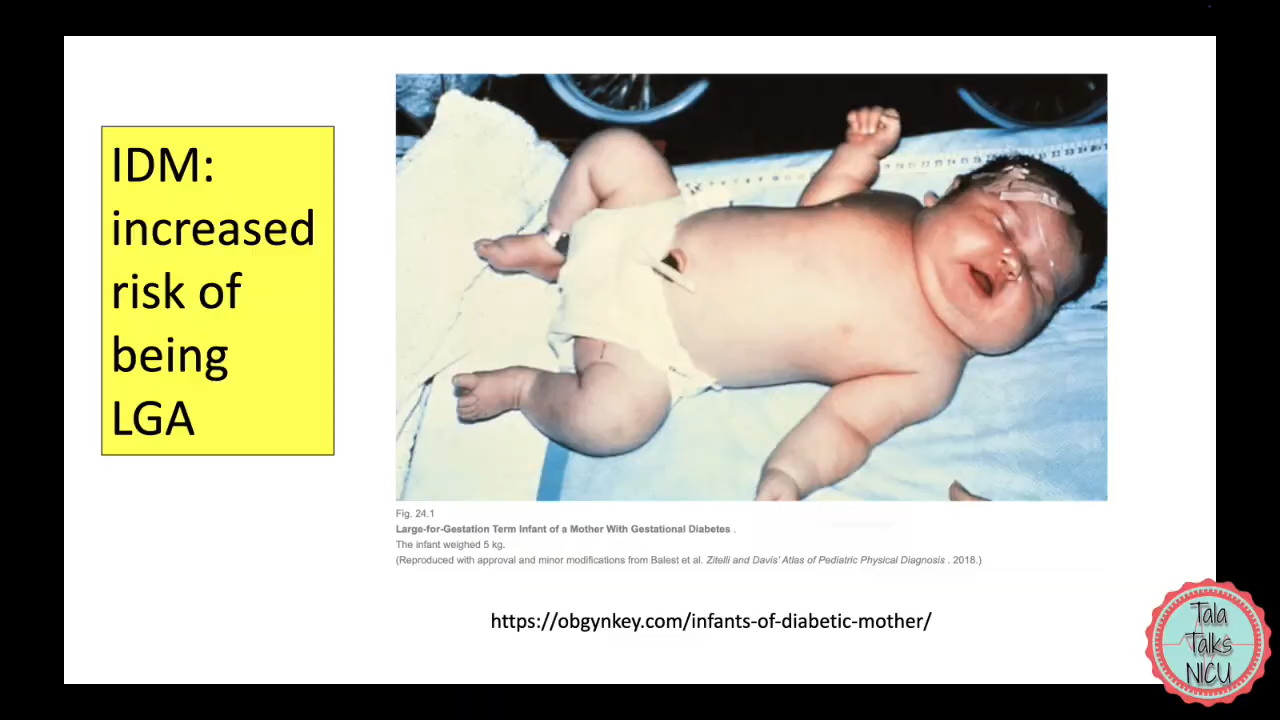 IDM:
increased
risk of
being
LGA
Fig. 24.1
Large-for-Gestation Term Infant of a Mother With Gestational Diabetes .
The infant weighed 5 kg.
(Reproduced with approval and minor modifications from Balest et al. Zitelli and Davis' Atlas of Pediatric Physical Diagnosis . 2018.)
https://obgynkey.com/infants-of-diabetic-mother/
Tala
Talks
NICU